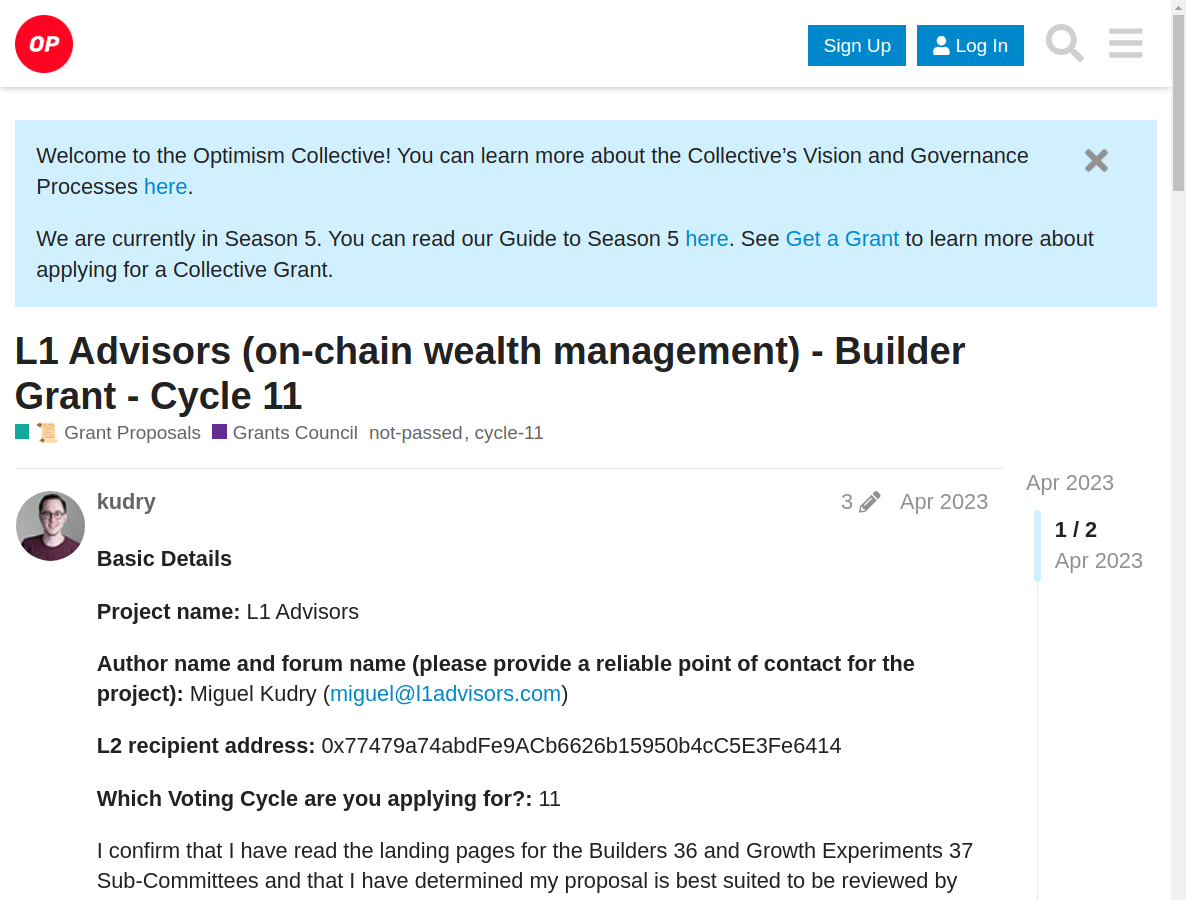 OP
Sign Up
Log In
Welcome to the Optimism Collective! You can learn more about the Collective’s Vision and Governance
Processes here.
We are currently in Season 5. You can read our Guide to Season 5 here. See Get a Grant to learn more about
applying for a Collective Grant.
L1 Advisors (on-chain wealth management) - Builder
Grant - Cycle 11
📜 Grant Proposals Grants Council not-passed, cycle-11
kudry
3
Apr 2023
Apr 2023
1 / 2
Apr 2023
Basic Details
Project name: L1 Advisors
Author name and forum name (please provide a reliable point of contact for the
project): Miguel Kudry (miguel@l1advisors.com)
L2 recipient address: 0x77479a74abdFe9ACb6626b15950b4cC5E3Fe6414
Which Voting Cycle are you applying for?: 11
I confirm that I have read the landing pages for the Builders 36 and Growth Experiments 37
Sub-Committees and that I have determined my proposal is best suited to be reviewed by